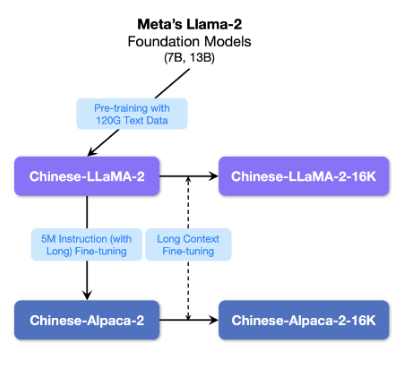 Meta's Llama-2
Foundation Models
(7B, 13B)
Pre-training with
120G Text Data
Chinese-LLaMA-2
Chinese-LLaMA-2-16K
5M Instruction (with
Long) Fine-tuning
Long Context
Fine-tuning
Chinese-Alpaca-2
Chinese-Alpaca-2-16K